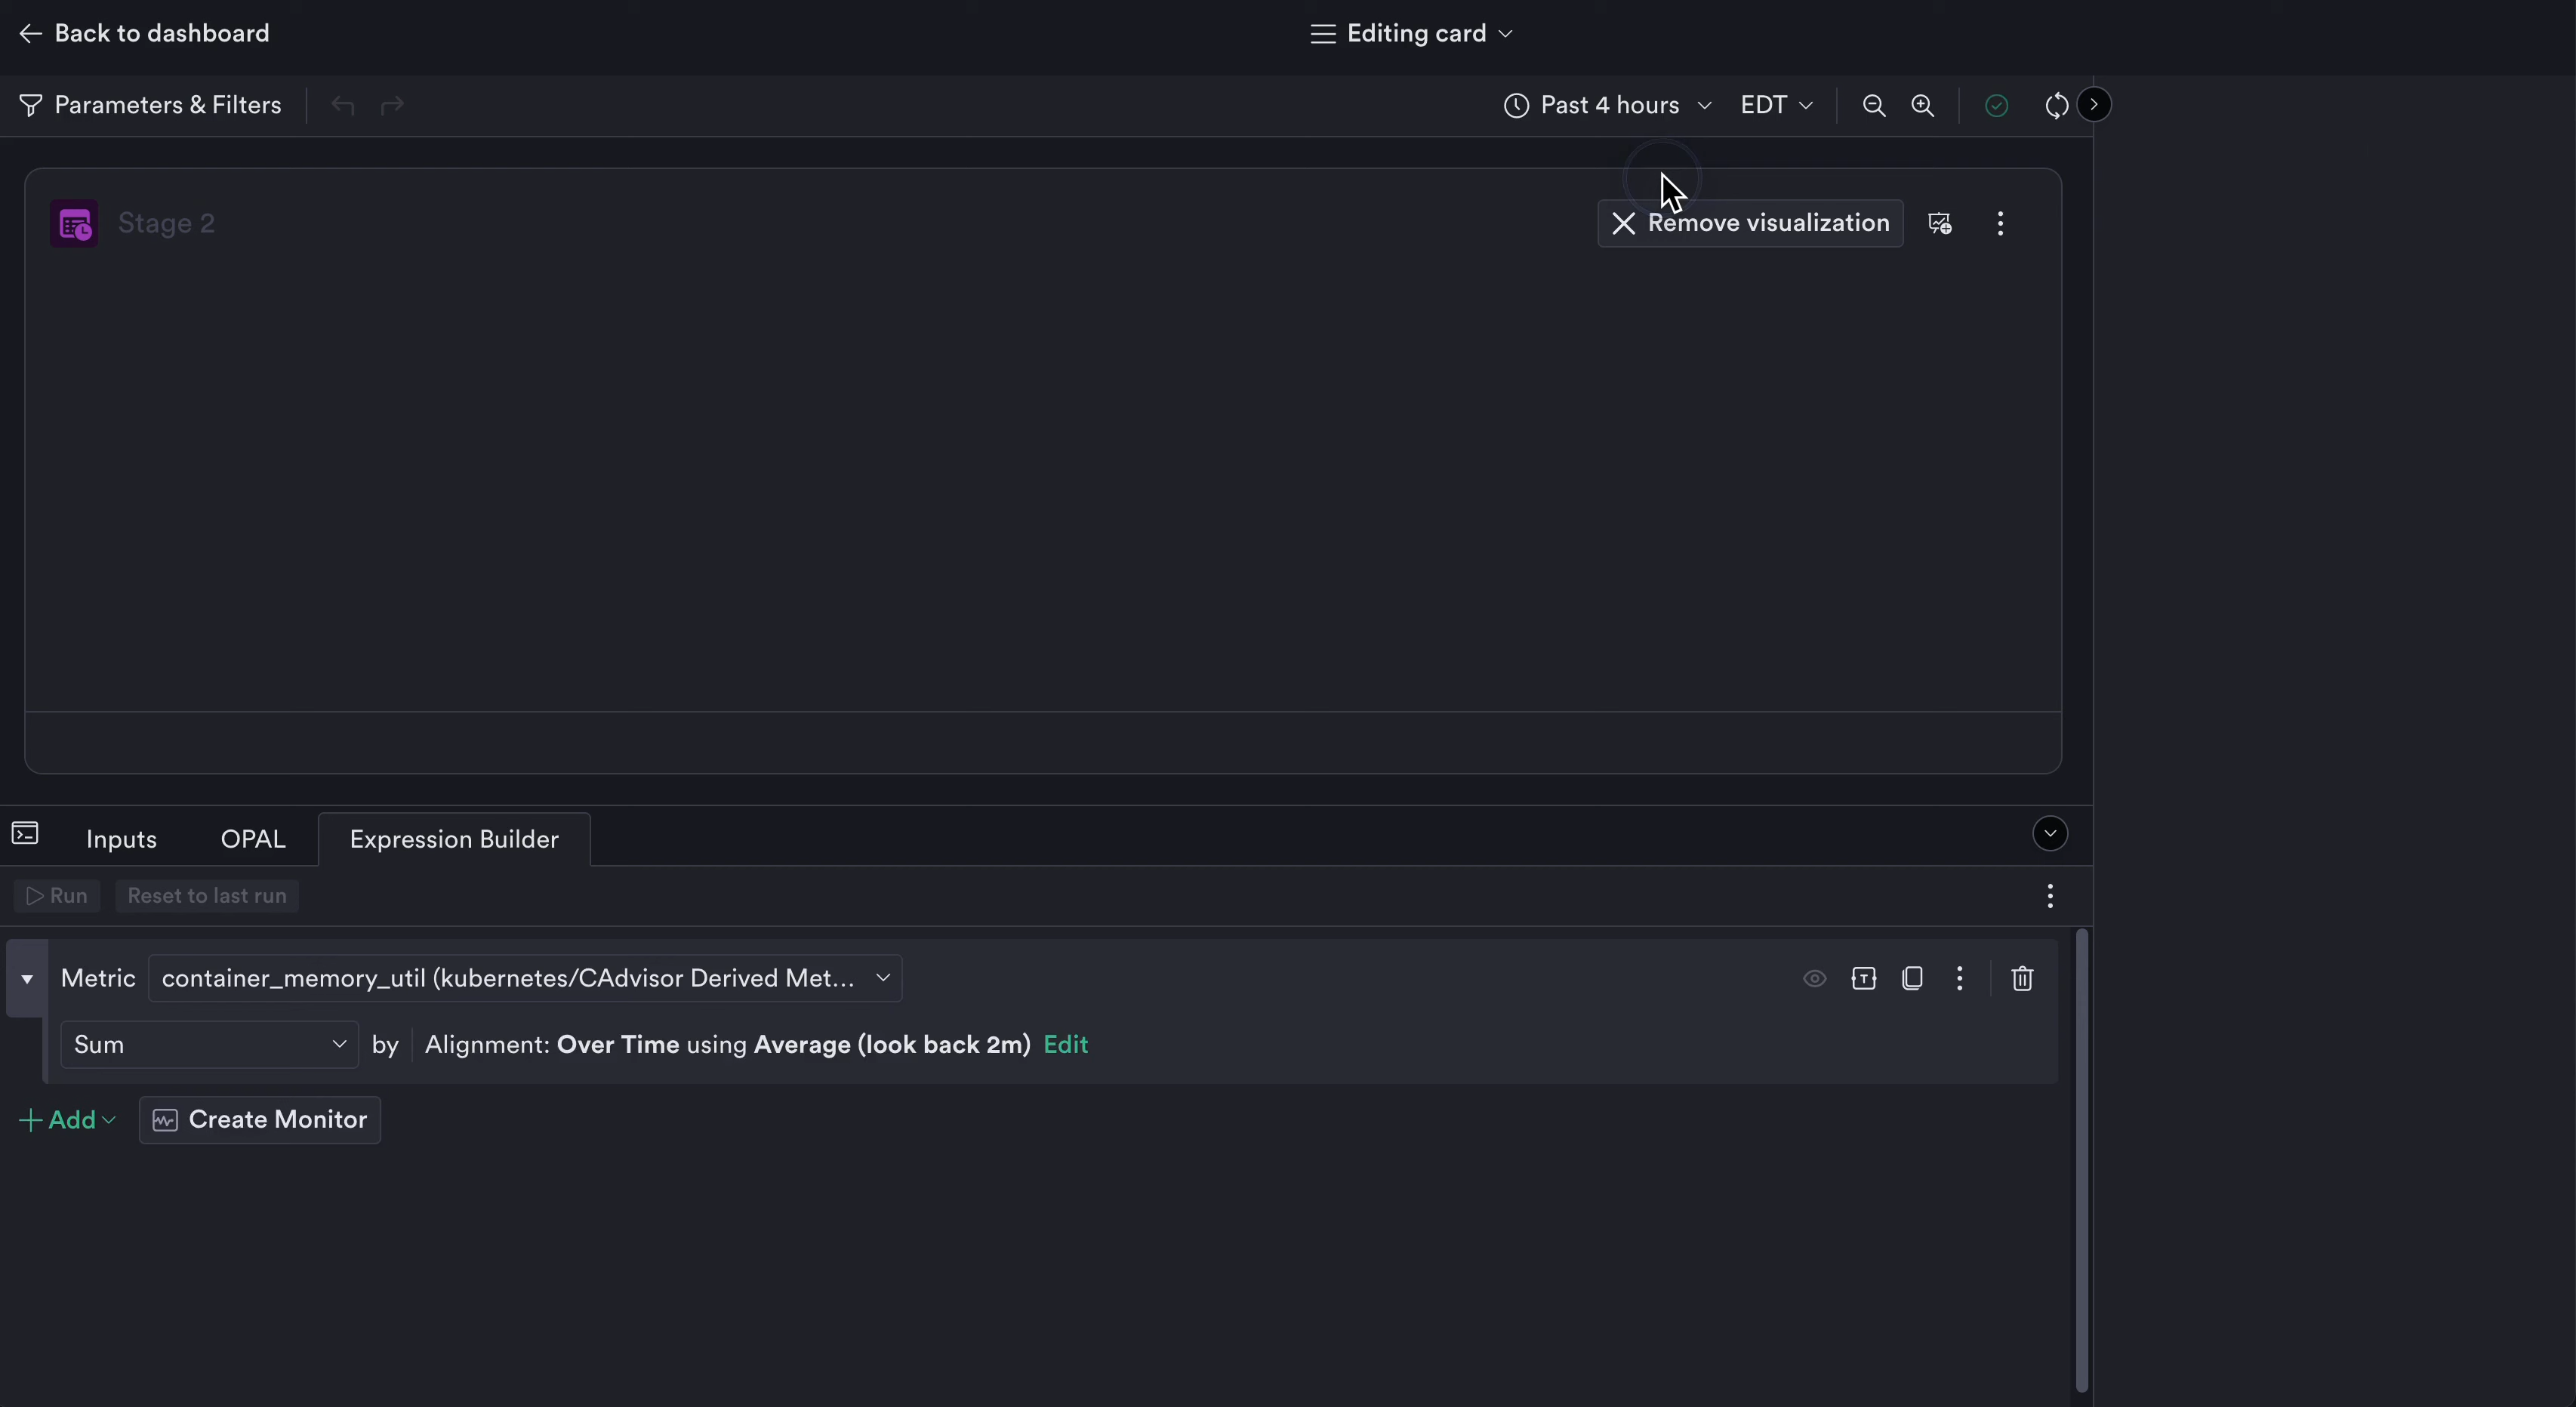 Back to dashboard
Editing card
Parameters & Filters
Past 4 hours
EDT
Stage 2
Remove visualization
Inputs
OPAL
Expression Builder
Run
Reset to last run
Metric
container_memory_util (kubernetes/CAdvisor Derived Met...
Sum
by
Alignment: Over Time using Average (look back 2m) Edit
Add
Create Monitor